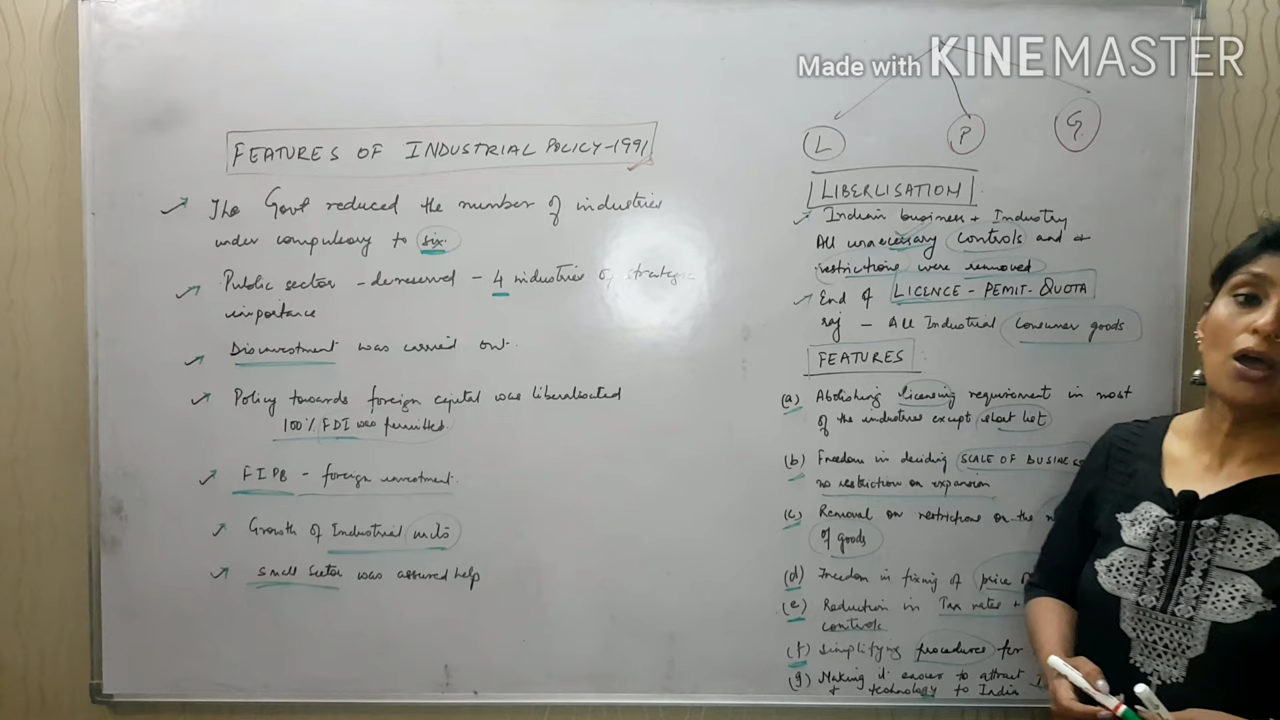 Made with KINEMASTER
FEATURES OF INDUSTRIAL POLICY-1991
The Govt reduced the number of industries
under compulsory to six.
Public sector - dereserved - 4 industries of strategic
importance
Disinvestment was carried out.
Policy towards foreign capital was liberalisated
100% FDI was permitted.
FIPB - foreign investment.
Growth of Industrial
Small Sector was assured help
L P G
LIBERLISATION
Indian business + Industry
All unnecessary controls and
restrictions were removed
End of LICENCE - PEMIT - QUOTA
raj - All Industrial consumer goods
FEATURES :
(a) Abolishing licensing requirement in most
of the industries except short list
(b) Freedom in deciding SCALE OF BUSINESS
no restriction on expansion
(c) Removal on restrictions on the
of goods
(d) Freedom in fixing of price
(e) Reduction in Tax rates +
controls
(f) Simplifying procedures for
(g) Making it easier to attract
+ technology to India